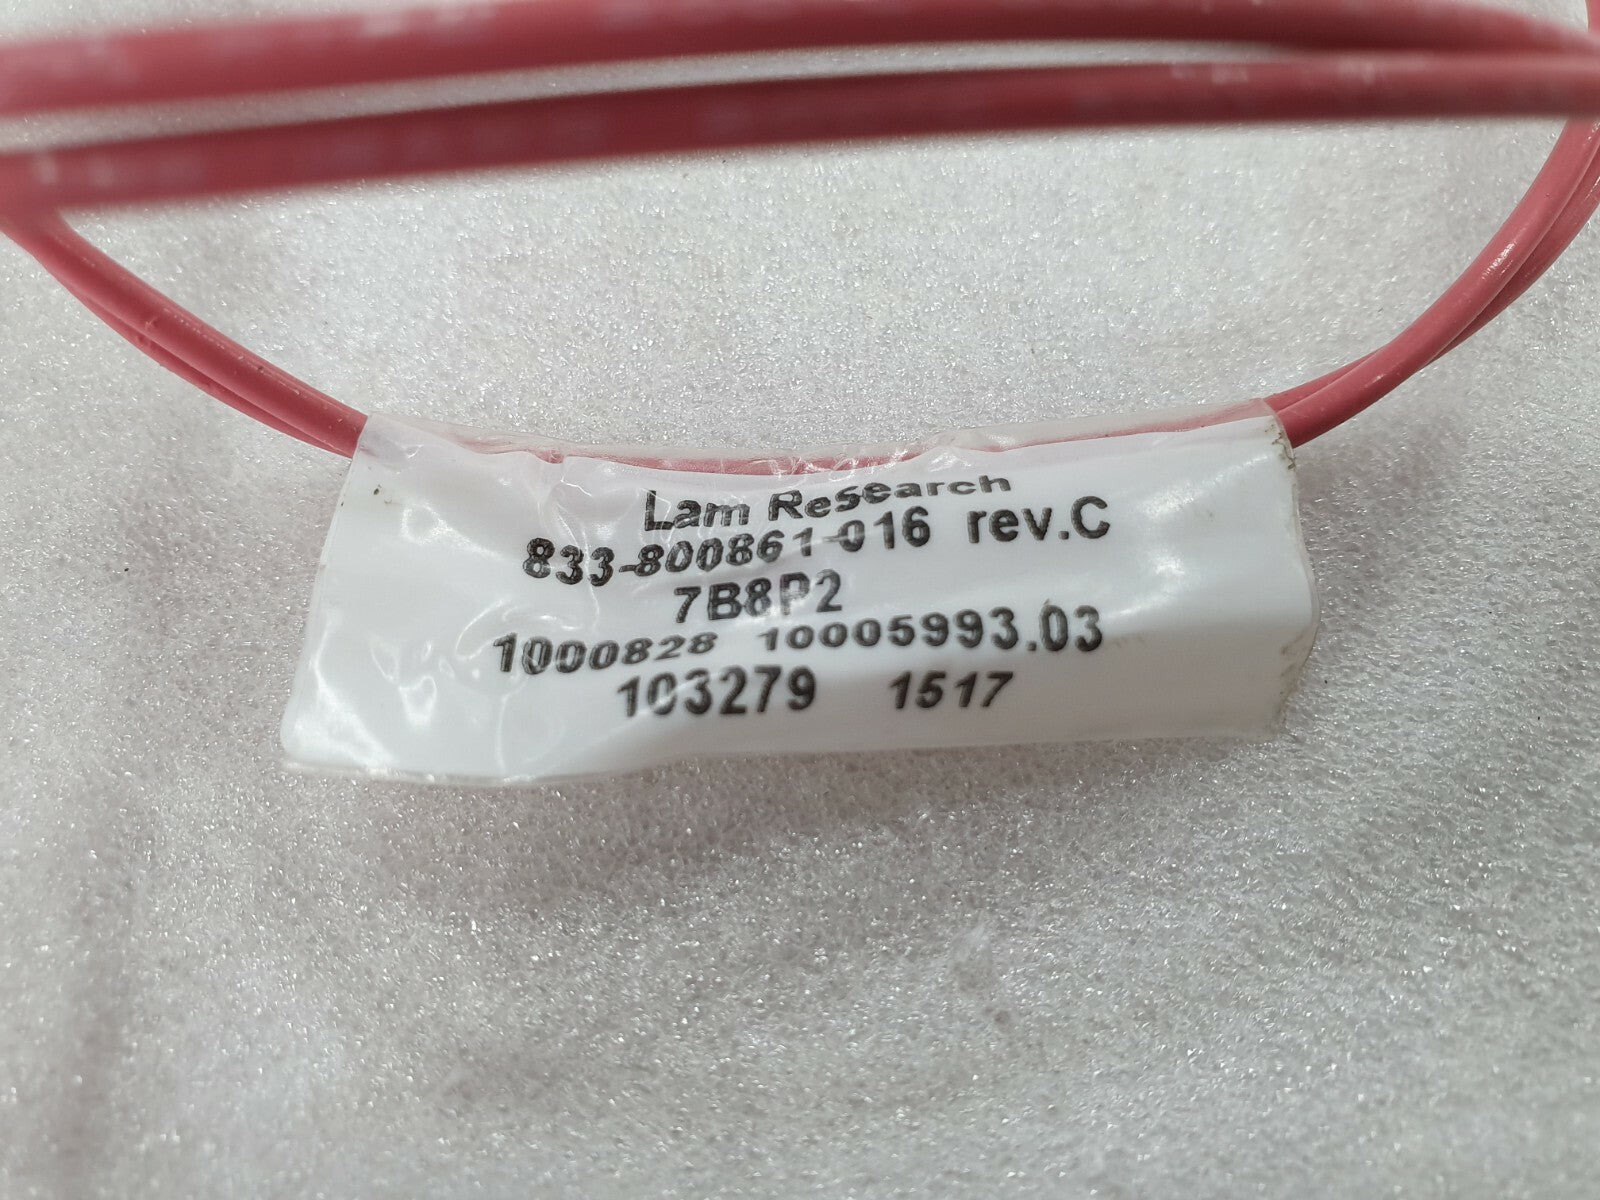 Lam Research
833-800861-016 rev.C
7B8P2
1000828 10005993.03
103279 1517